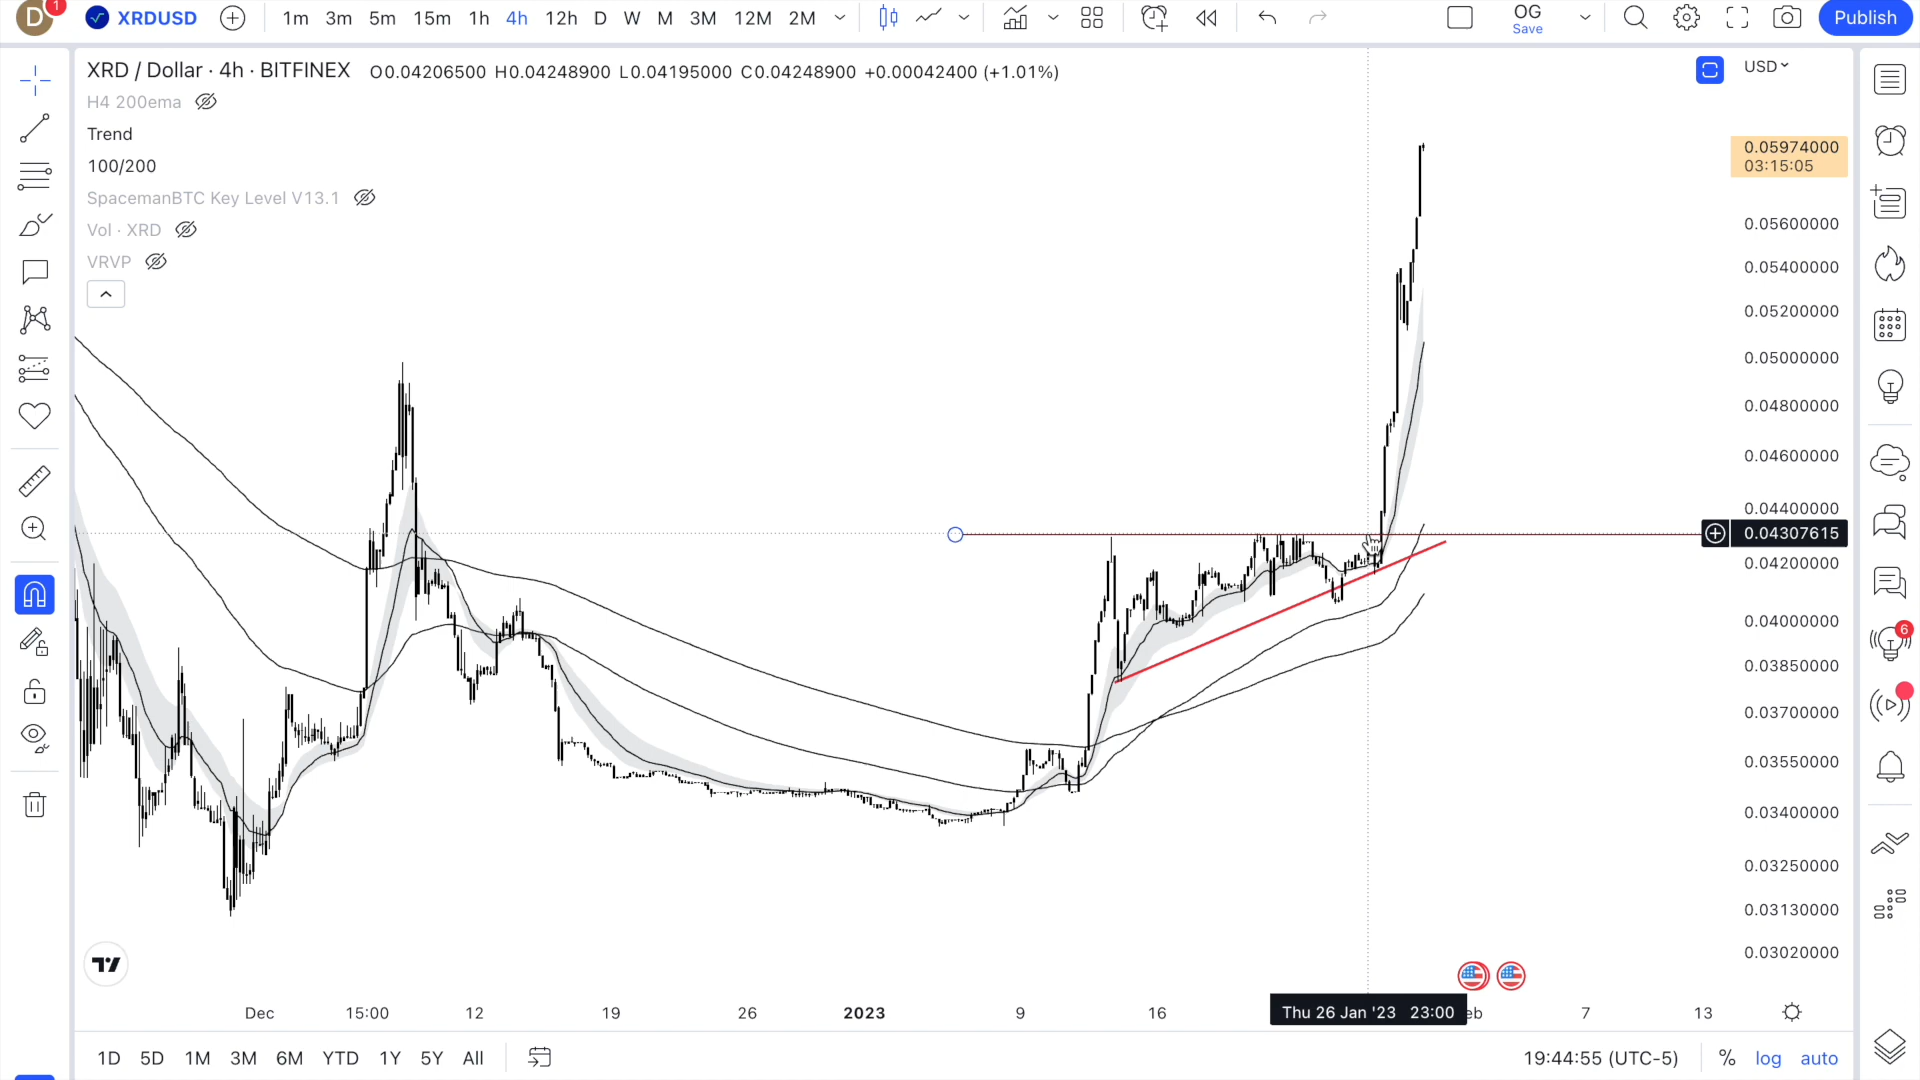 D 1 XRDUSD 1m 3m 5m 15m 1h 4h 12h D W M 3M 12M 2M OG Save Publish
XRD / Dollar · 4h · BITFINEX O0.04206500 H0.04248900 L0.04195000 C0.04248900 +0.00042400 (+1.01%) USD
H4 200ema
Trend
100/200
SpacemanBTC Key Level V13.1
Vol · XRD
VRVP
0.05974000
03:15:05
0.05600000
0.05400000
0.05200000
0.05000000
0.04800000
0.04600000
0.04400000
0.04307615
0.04200000
0.04000000
0.03850000
0.03700000
0.03550000
0.03400000
0.03250000
0.03130000
0.03020000
6
Dec 15:00 12 19 26 2023 9 16 Thu 26 Jan '23 23:00 eb 7 13
1D 5D 1M 3M 6M YTD 1Y 5Y All 19:44:55 (UTC-5) % log auto